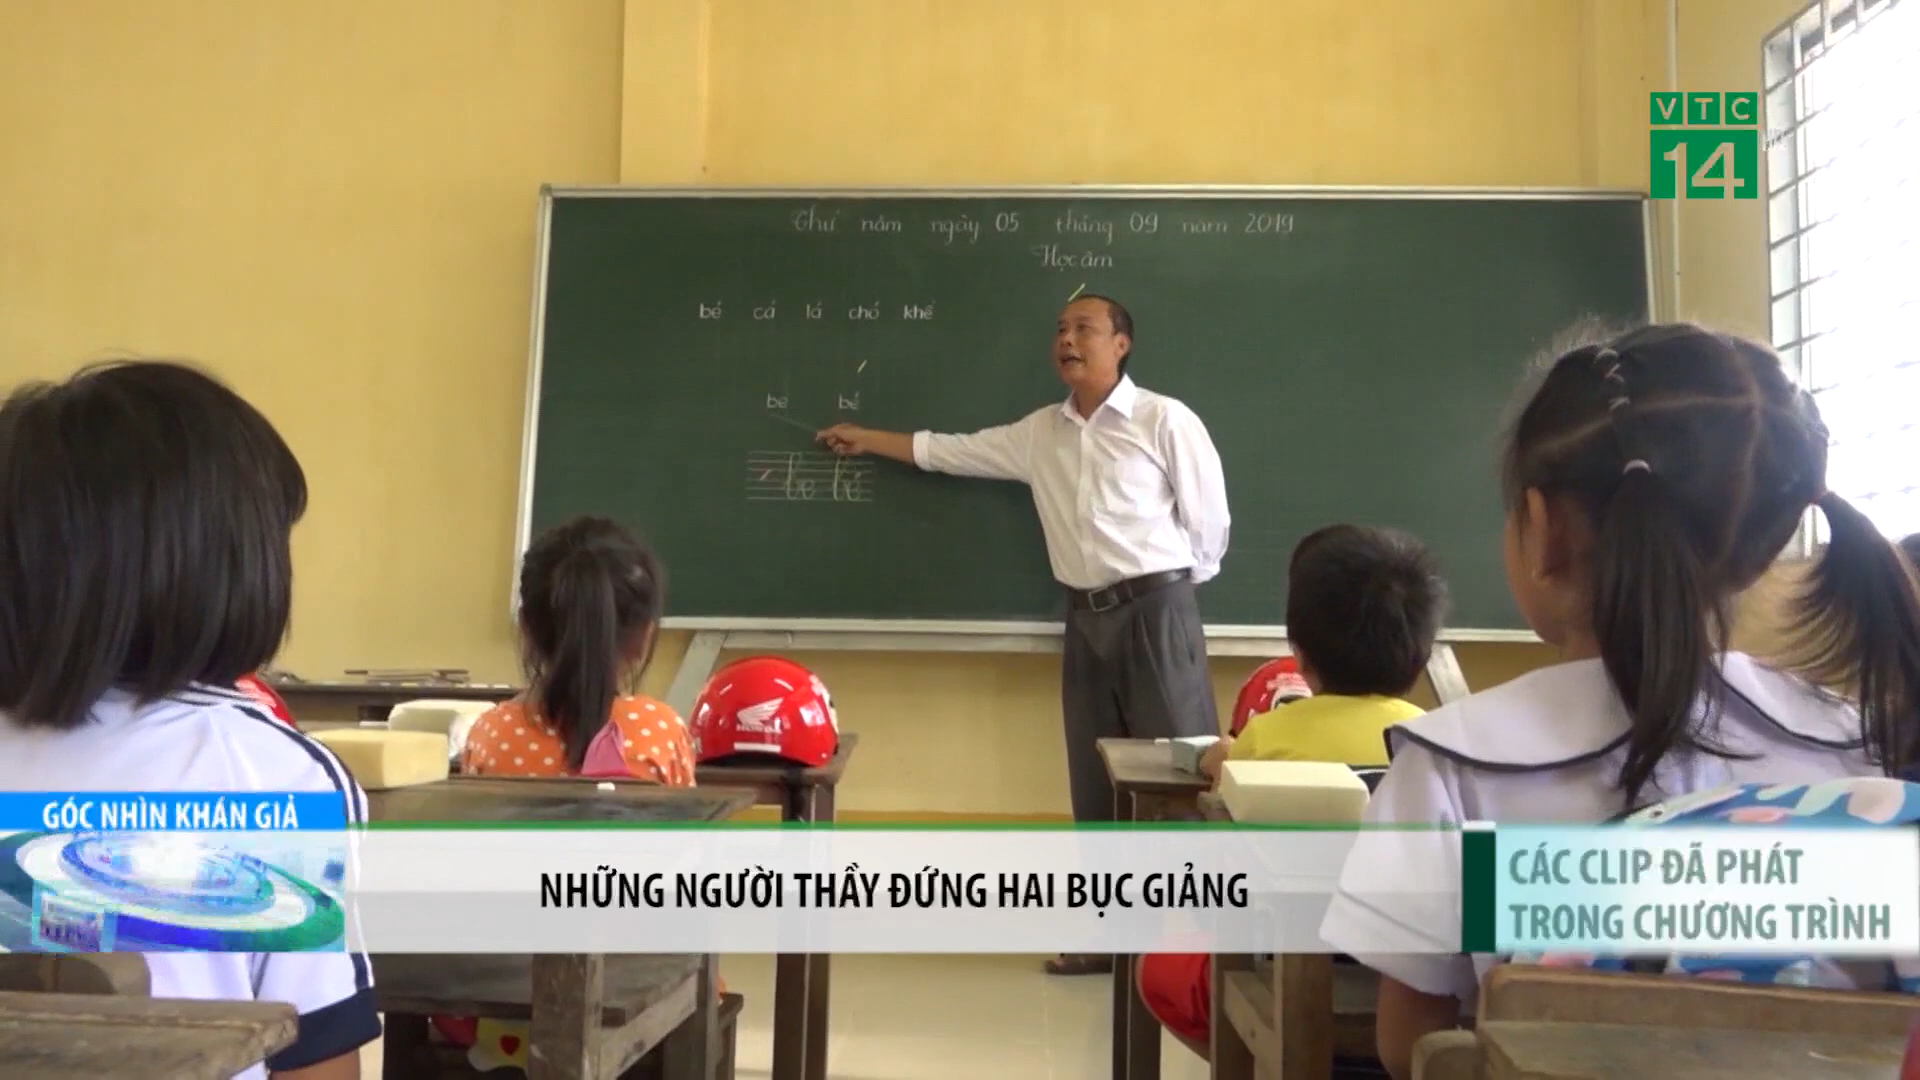 VTC
14
Thứ năm ngày 05 tháng 09 năm 2019
Học âm
bé cá lá chó khế
be bé
be bé
HONDA
GÓC NHÌN KHÁN GIẢ
NHỮNG NGƯỜI THẦY ĐỨNG HAI BỤC GIẢNG
CÁC CLIP ĐÃ PHÁT
TRONG CHƯƠNG TRÌNH